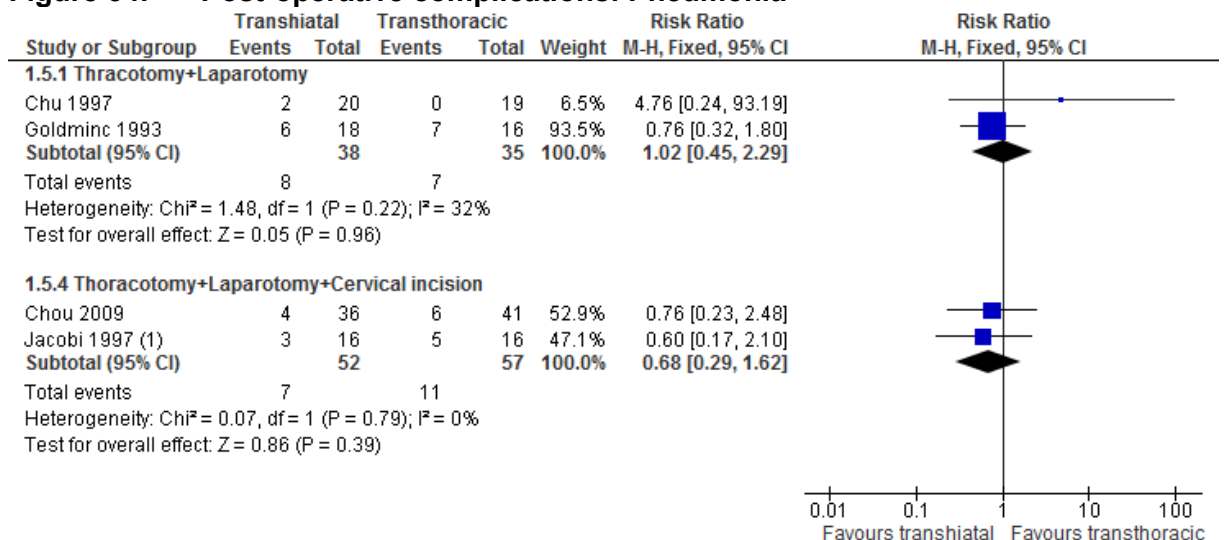 Transhiatal Transthoracic Risk Ratio Risk Ratio
Study or Subgroup Events Total Events Total Weight M-H, Fixed, 95% CI M-H, Fixed, 95% CI
1.5.1 Thracotomy+Laparotomy
Chu 1997 2 20 0 19 6.5% 4.76 [0.24, 93.19]
Goldminc 1993 6 18 7 16 93.5% 0.76 [0.32, 1.80]
Subtotal (95% CI) 38 35 100.0% 1.02 [0.45, 2.29]
Total events 8 7
Heterogeneity: Chi² = 1.48, df = 1 (P = 0.22); I² = 32%
Test for overall effect: Z = 0.05 (P = 0.96)
1.5.4 Thoracotomy+Laparotomy+Cervical incision
Chou 2009 4 36 6 41 52.9% 0.76 [0.23, 2.48]
Jacobi 1997 (1) 3 16 5 16 47.1% 0.60 [0.17, 2.10]
Subtotal (95% CI) 52 57 100.0% 0.68 [0.29, 1.62]
Total events 7 11
Heterogeneity: Chi² = 0.07, df = 1 (P = 0.79); I² = 0%
Test for overall effect: Z = 0.86 (P = 0.39)
0.01 0.1 1 10 100
Favours transhiatal Favours transthoracic